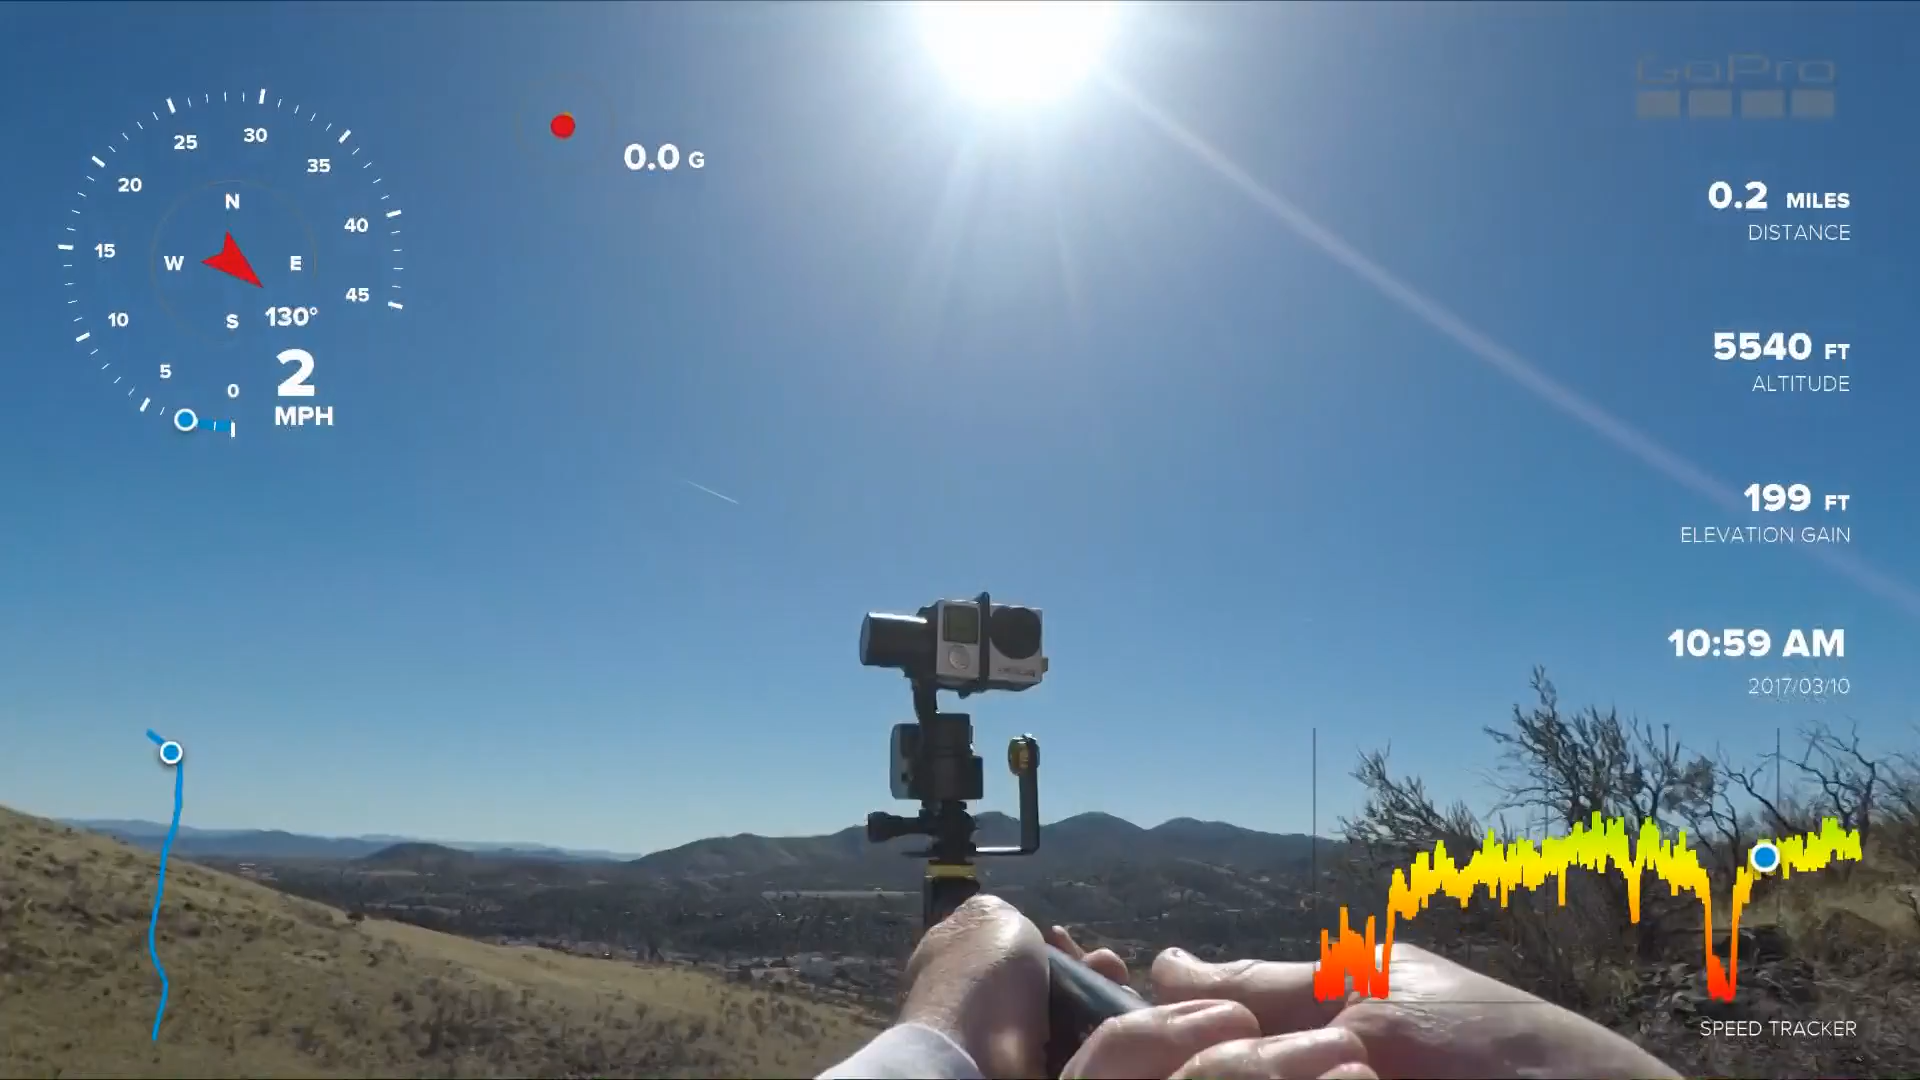 GoPro
25
30
35
20
40
15
45
10
5
0
N
W
E
S
130°
2
MPH
0.0 G
0.2 MILES
DISTANCE
5540 FT
ALTITUDE
199 FT
ELEVATION GAIN
10:59 AM
2017/03/10
SPEED TRACKER